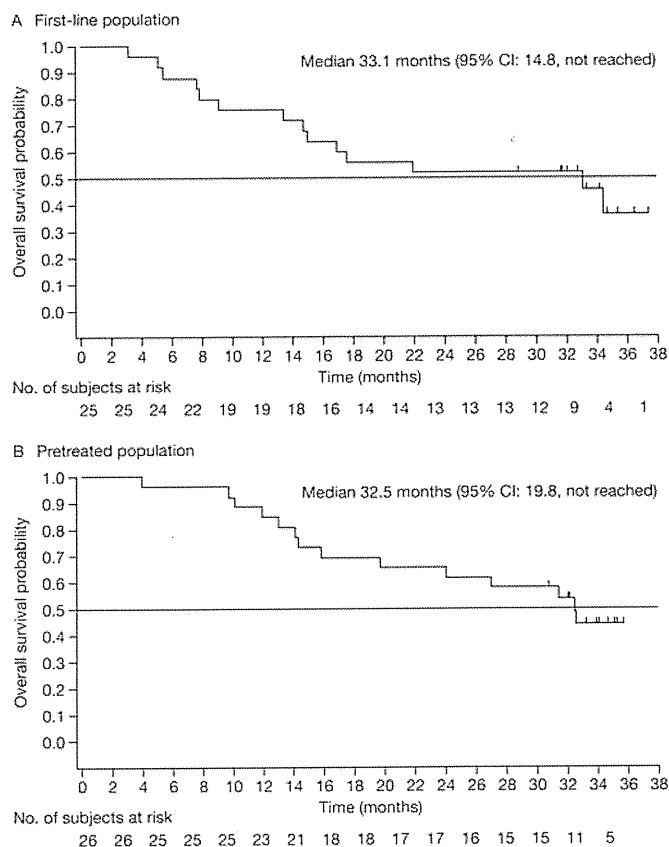 A First-line population
Median 33.1 months (95% CI: 14.8, not reached)
Overall survival probability
1.0
0.9
0.8
0.7
0.6
0.5
0.4
0.3
0.2
0.1
0.0
0 2 4 6 8 10 12 14 16 18 20 22 24 26 28 30 32 34 36 38
Time (months)
No. of subjects at risk
25 25 24 22 19 19 18 16 14 14 13 13 13 12 9 4 1
B Pretreated population
Median 32.5 months (95% CI: 19.8, not reached)
Overall survival probability
1.0
0.9
0.8
0.7
0.6
0.5
0.4
0.3
0.2
0.1
0.0
0 2 4 6 8 10 12 14 16 18 20 22 24 26 28 30 32 34 36 38
Time (months)
No. of subjects at risk
26 26 25 25 25 23 21 18 18 17 17 16 15 15 11 5